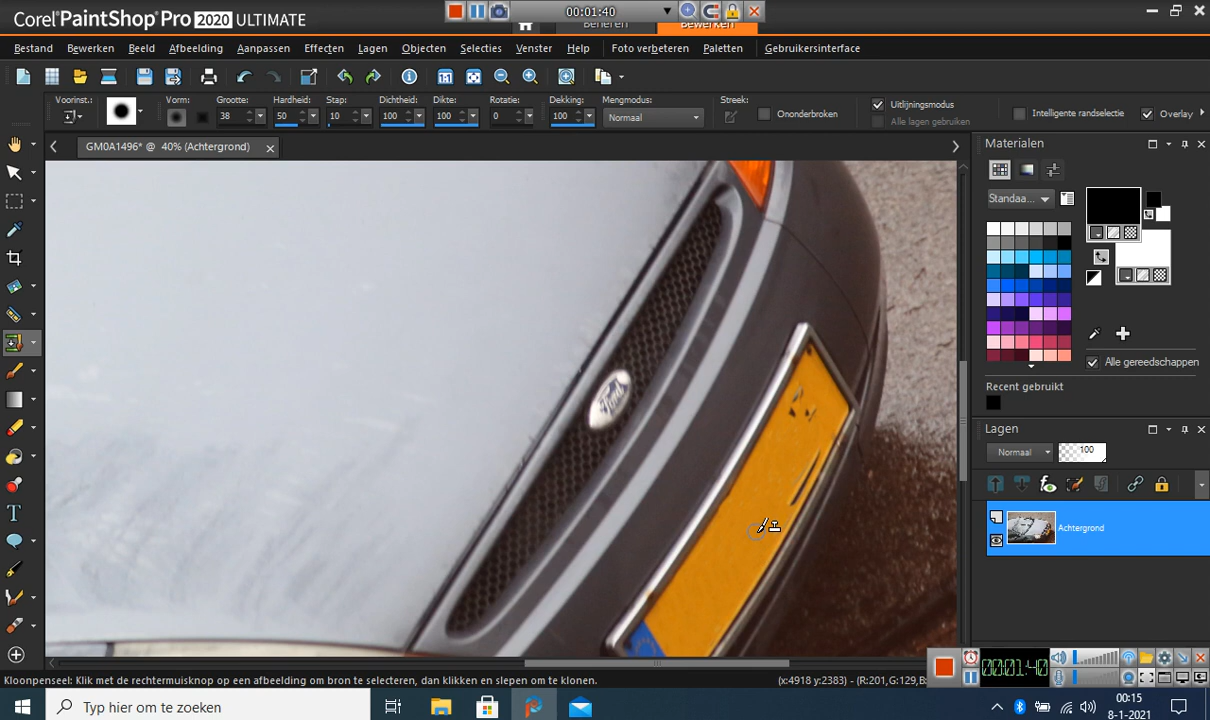 Corel PaintShop Pro 2020 ULTIMATE
00:01:40
Beheren
Bewerken
Bestand Bewerken Beeld Afbeelding Aanpassen Effecten Lagen Objecten Selecties Venster Help Foto verbeteren Paletten Gebruikersinterface
Voorinst.: Vorm: Grootte: Hardheid: Stap: Dichtheid: Dikte: Rotatie: Dekking: Mengmodus: Streek: Uitlijningsmodus Intelligente randselectie Overlay
38 50 10 100 100 0 100 Normaal Ononderbroken Alle lagen gebruiken
GM0A1496* @ 40% (Achtergrond)
Materialen
Standaa...
Alle gereedschappen
Recent gebruikt
Lagen
Normaal 100
Achtergrond
Ford
00:01:40
Kloonpenseel: Klik met de rechtermuisknop op een afbeelding om bron te selecteren, dan klikken en slepen om te klonen.
(x:4918 y:2383) - (R:201,G:129,B:
Typ hier om te zoeken
00:15
8-1-2021